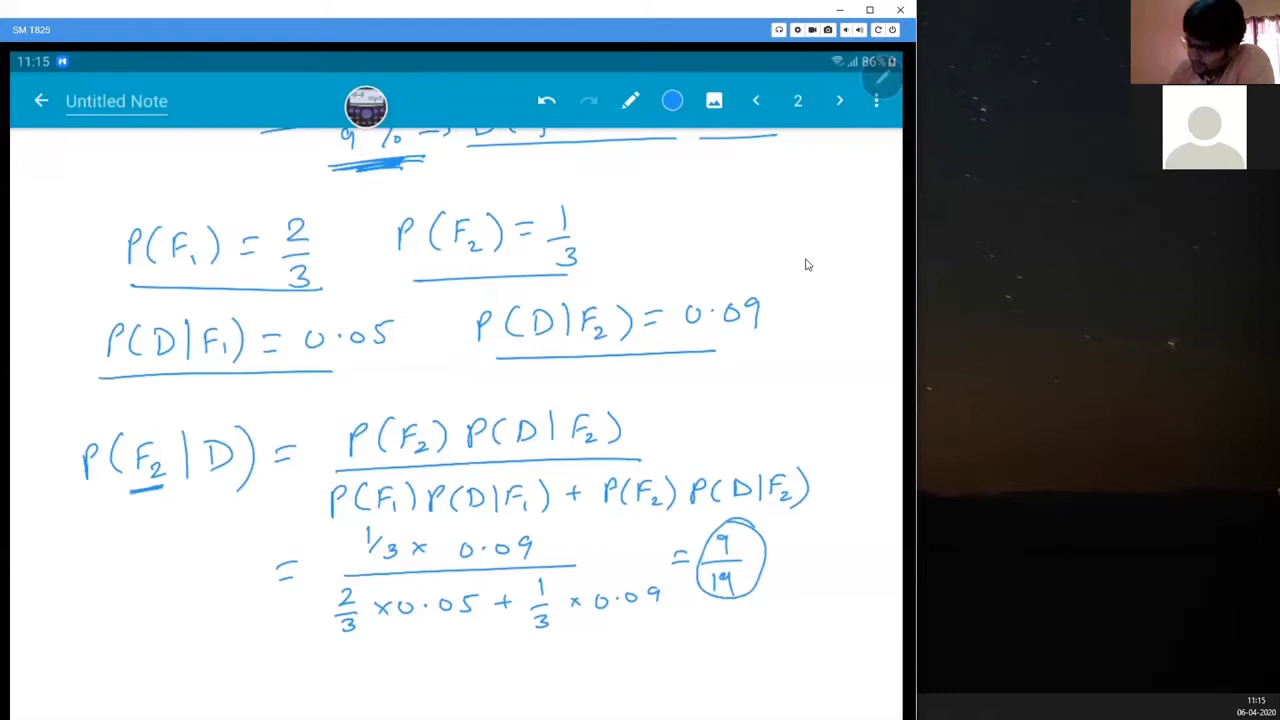 SM T825
11:15
86%
Untitled Note
2
9 % →
P(F₁) = 2/3 P(F₂) = 1/3
P(D|F₁) = 0.05 P(D|F₂) = 0.09
P(F₂|D) = P(F₂) P(D|F₂)
P(F₁) P(D|F₁) + P(F₂) P(D|F₂)
= 1/3 × 0.09 = 9/19
2/3 × 0.05 + 1/3 × 0.09
11:15
06-04-2020